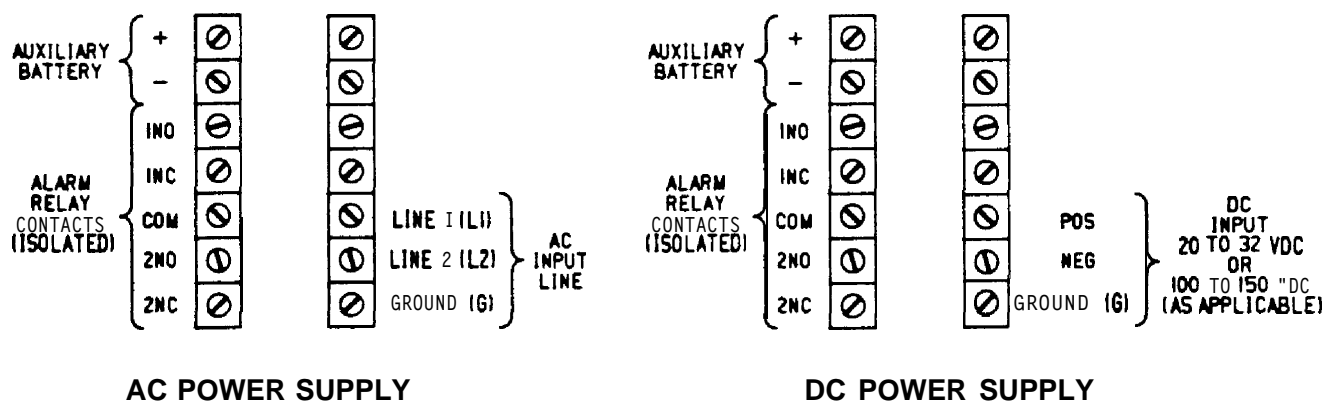 AUXILIARY
BATTERY
+
-
INO
INC
ALARM
RELAY
CONTACTS
(ISOLATED)
COM
2NO
2NC
LINE I (LI)
LINE 2 (L2)
GROUND (G)
AC
INPUT
LINE
AC POWER SUPPLY
AUXILIARY
BATTERY
+
-
INO
INC
ALARM
RELAY
CONTACTS
(ISOLATED)
COM
2NO
2NC
POS
NEG
GROUND (G)
DC
INPUT
20 TO 32 VDC
OR
100 TO 150 "DC
(AS APPLICABLE)
DC POWER SUPPLY